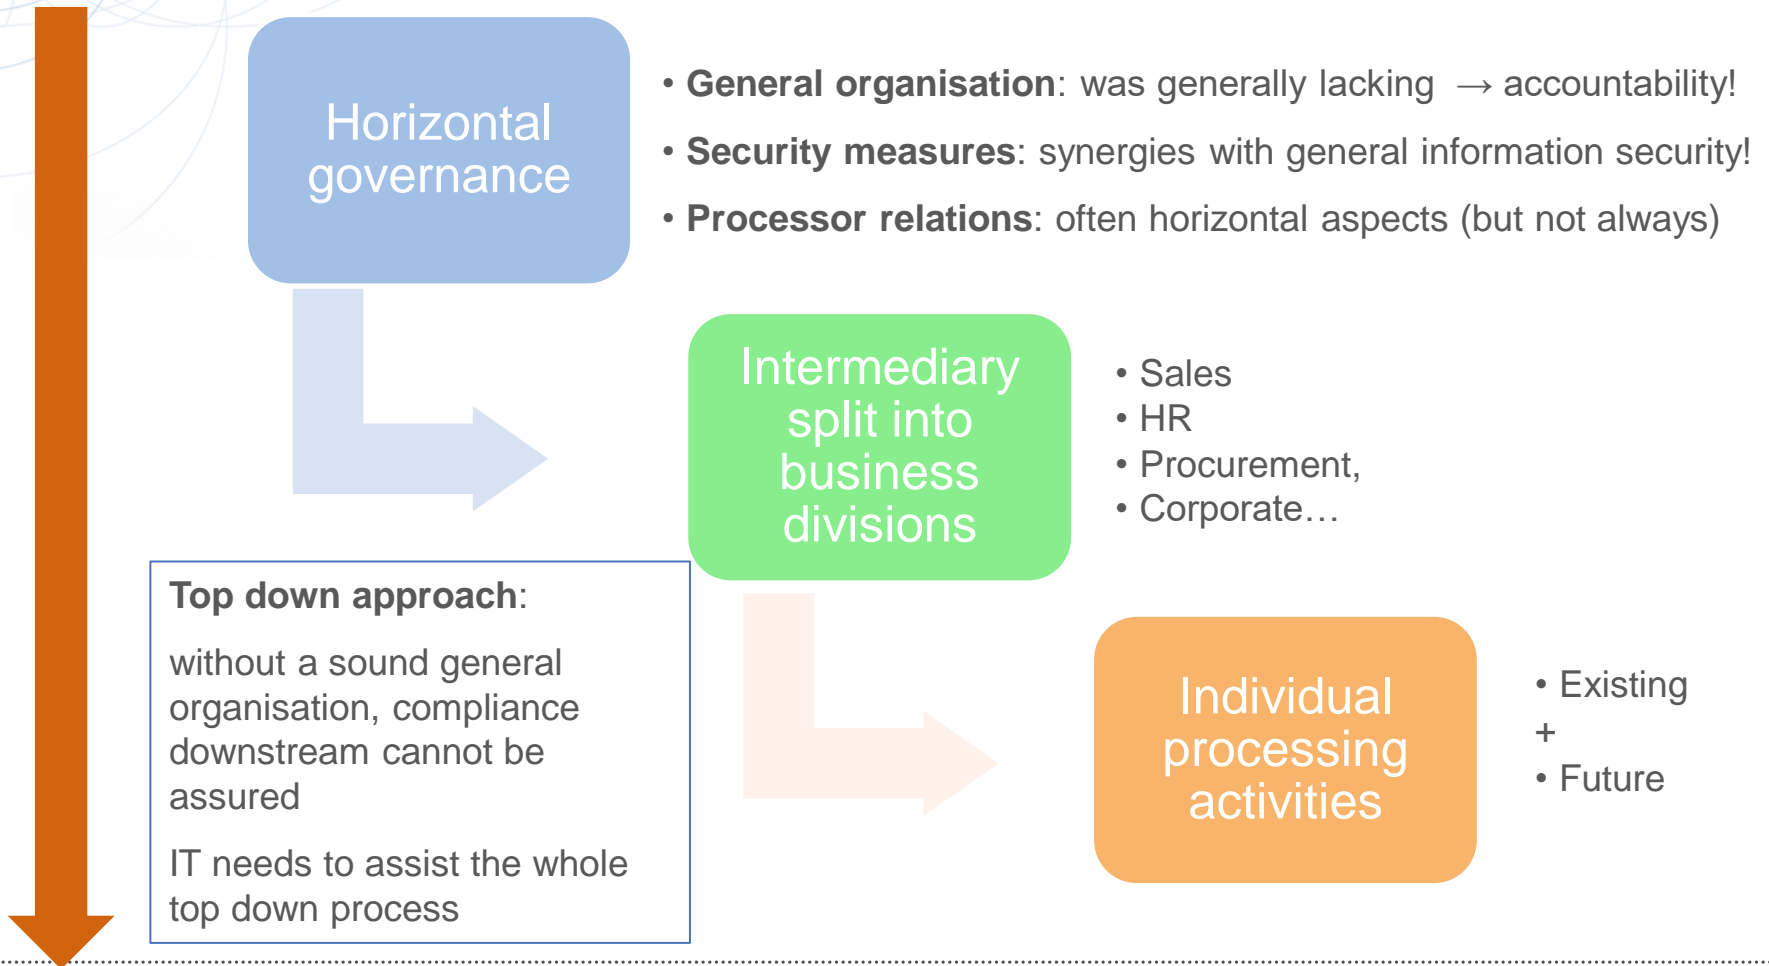 Horizontal
governance
• General organisation: was generally lacking → accountability!
• Security measures: synergies with general information security!
• Processor relations: often horizontal aspects (but not always)
Intermediary
split into
business
divisions
• Sales
• HR
• Procurement,
• Corporate…
Top down approach:
without a sound general
organisation, compliance
downstream cannot be
assured
IT needs to assist the whole
top down process
Individual
processing
activities
• Existing
+
• Future